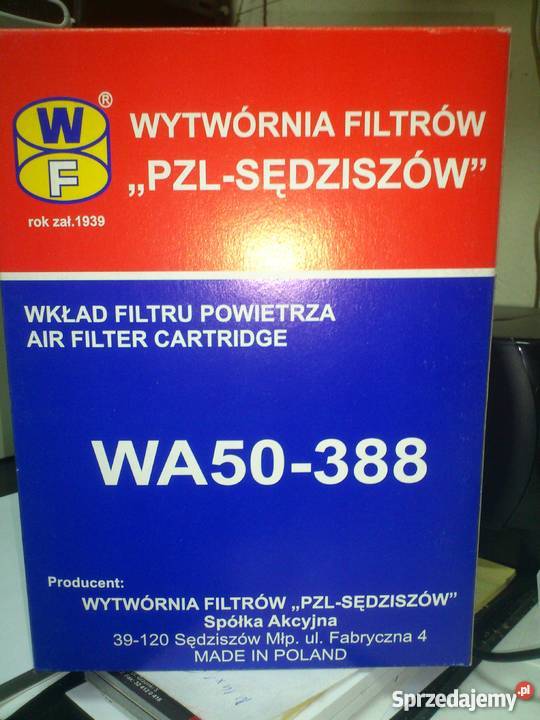 W
F
®
WYTWÓRNIA FILTRÓW
„PZL-SĘDZISZÓW”
rok zał.1939
WKŁAD FILTRU POWIETRZA
AIR FILTER CARTRIDGE
WA50-388
Producent:
WYTWÓRNIA FILTRÓW „PZL-SĘDZISZÓW”
Spółka Akcyjna
39-120 Sędziszów Młp. ul. Fabryczna 4
MADE IN POLAND
Sprzedajemy.pl